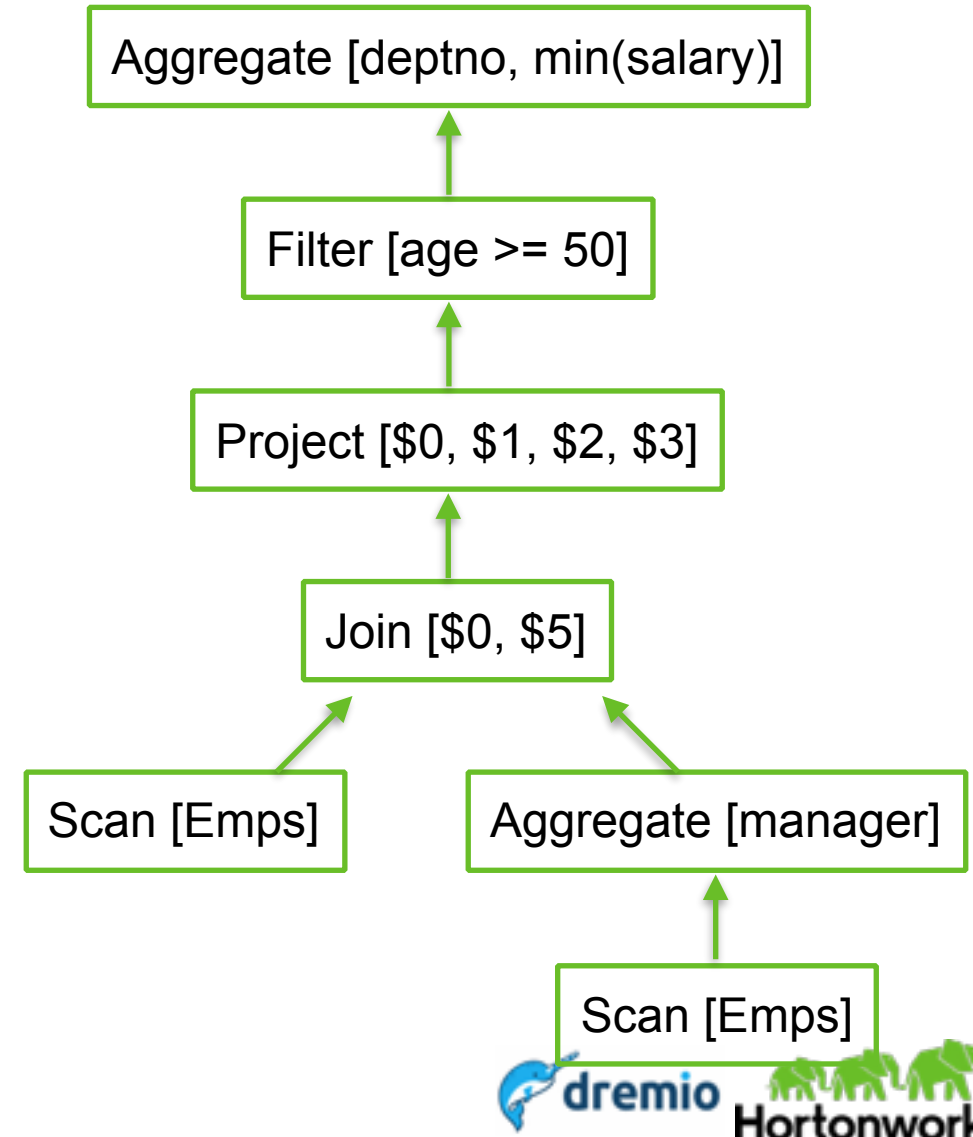 Aggregate [deptno, min(salary)]
Filter [age >= 50]
Project [$0, $1, $2, $3]
Join [$0, $5]
Scan [Emps]
Aggregate [manager]
Scan [Emps]
dremio
Hortonwork